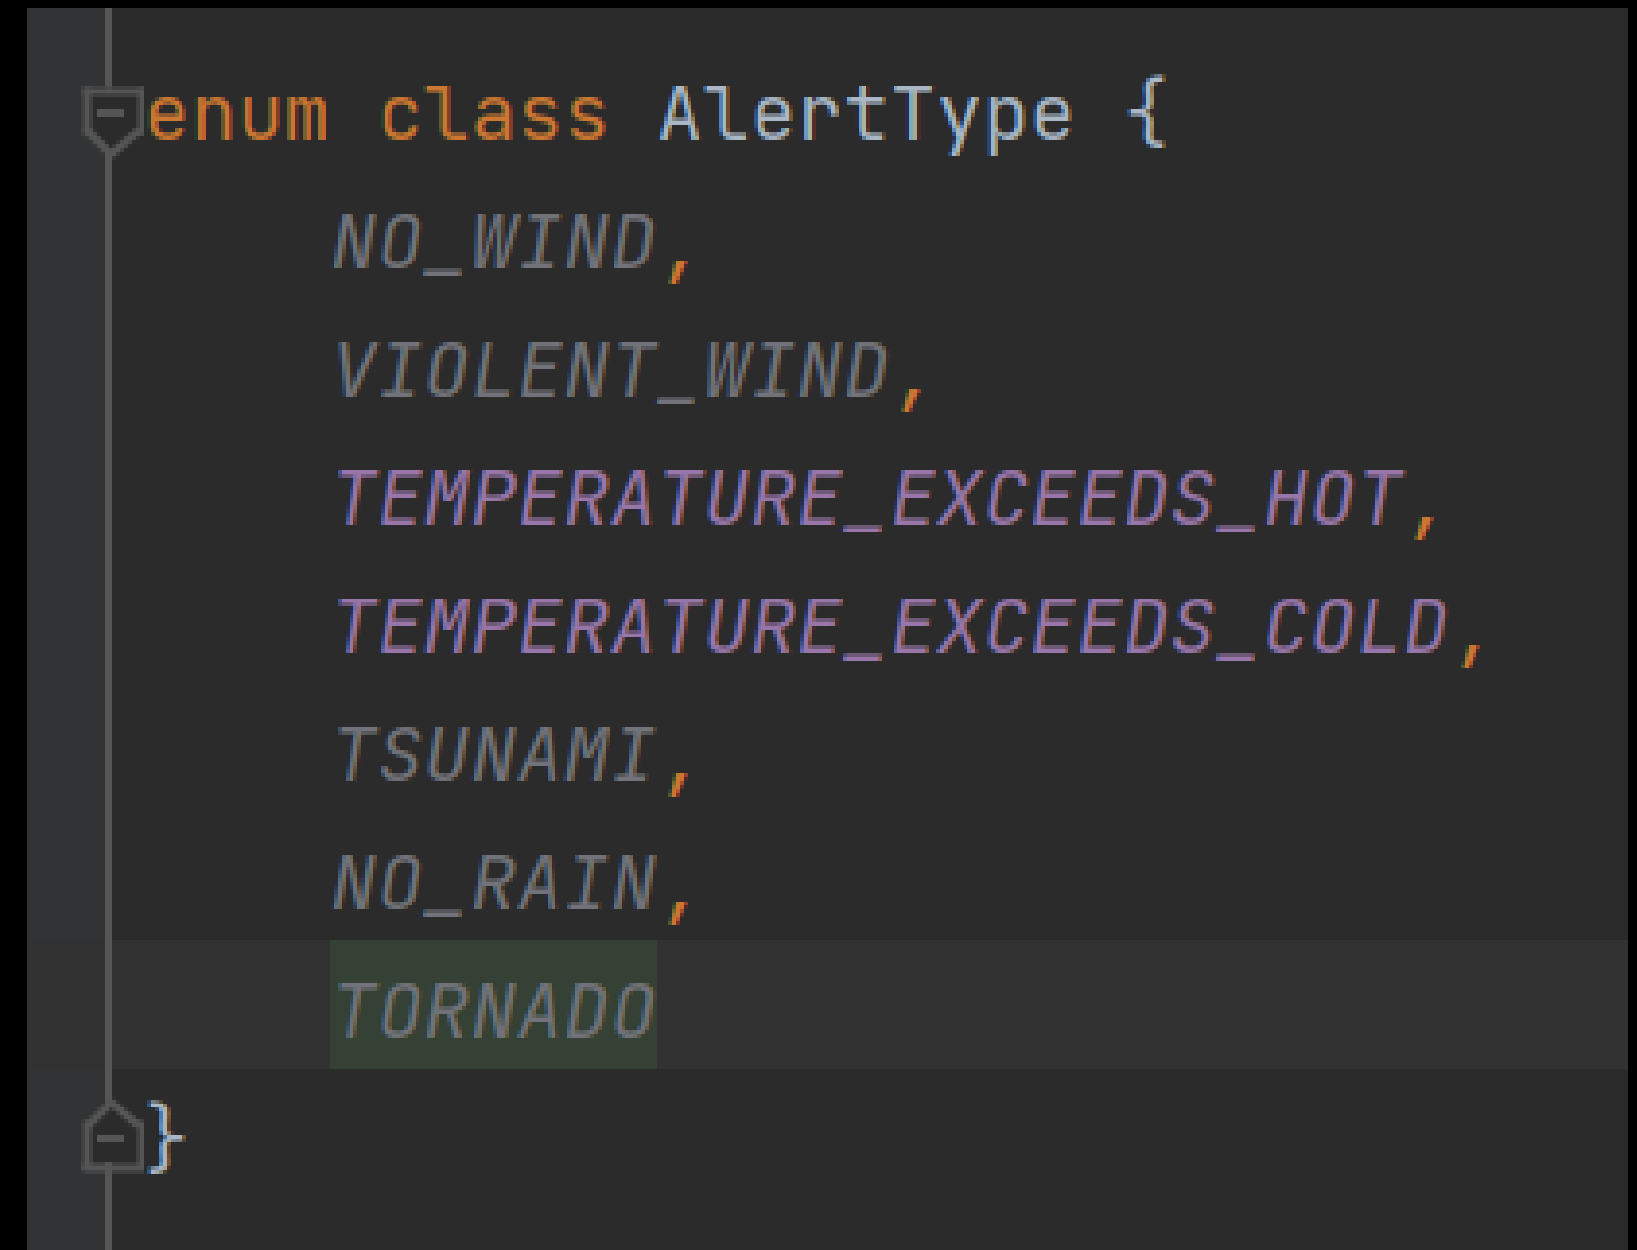 enum class AlertType {
NO_WIND,
VIOLENT_WIND,
TEMPERATURE_EXCEEDS_HOT,
TEMPERATURE_EXCEEDS_COLD,
TSUNAMI,
NO_RAIN,
TORNADO
}